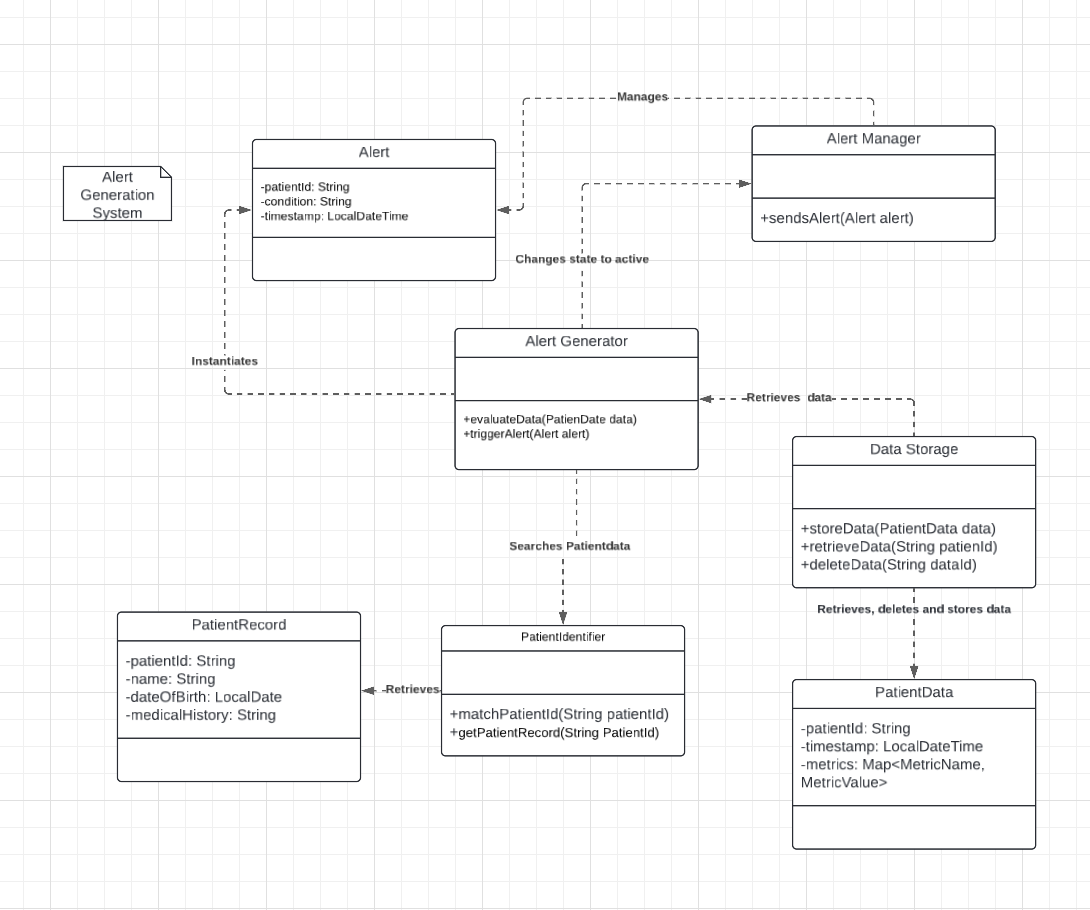 Manages
Alert Manager
+sendsAlert(Alert alert)
Alert
-patientId: String
-condition: String
-timestamp: LocalDateTime
Alert
Generation
System
Changes state to active
Instantiates
Alert Generator
+evaluateData(PatienDate data)
+triggerAlert(Alert alert)
Retrieves data
Data Storage
+storeData(PatientData data)
+retrieveData(String patienId)
+deleteData(String dataId)
Searches Patientdata
Retrieves, deletes and stores data
PatientRecord
-patientId: String
-name: String
-dateOfBirth: LocalDate
-medicalHistory: String
Retrieves
PatientIdentifier
+matchPatientId(String patientId)
+getPatientRecord(String PatientId)
PatientData
-patientId: String
-timestamp: LocalDateTime
-metrics: Map<MetricName,
MetricValue>